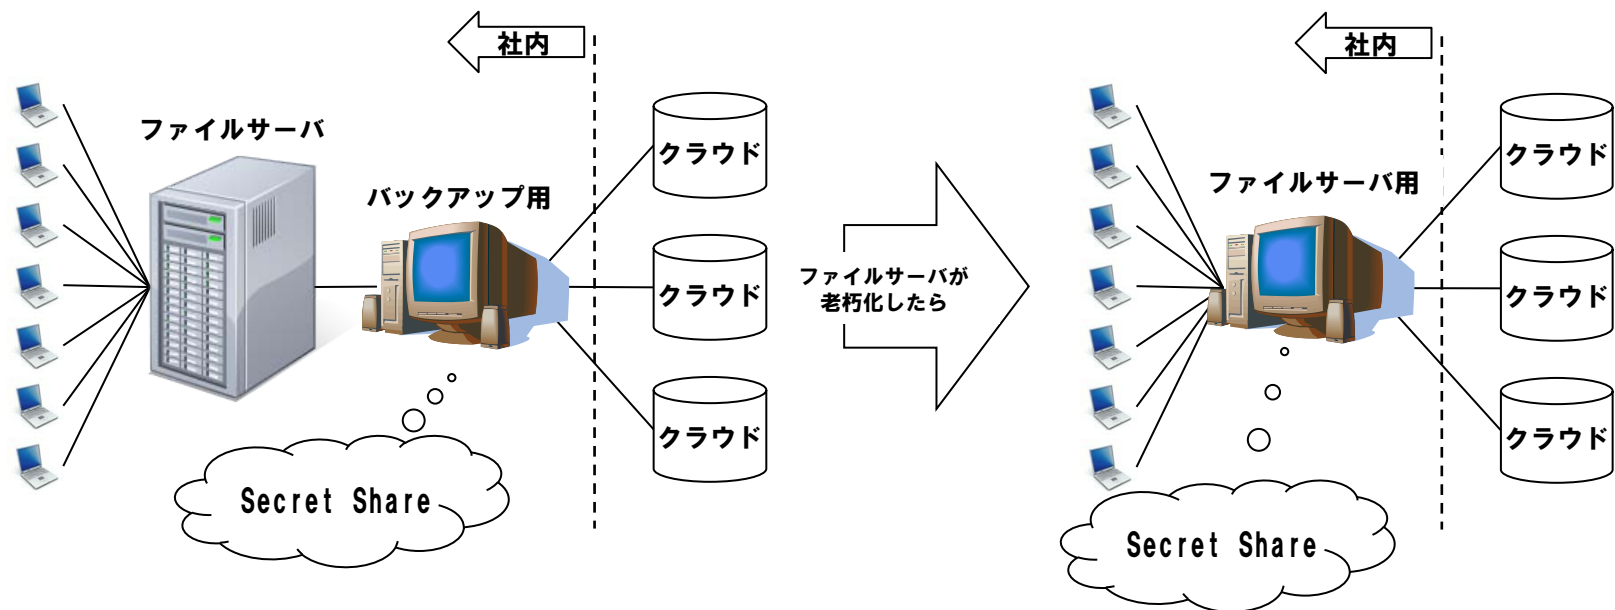 社内
ファイルサーバ
バックアップ用
クラウド
クラウド
クラウド
Secret Share
ファイルサーバが
老朽化したら
社内
ファイルサーバ用
クラウド
クラウド
クラウド
Secret Share